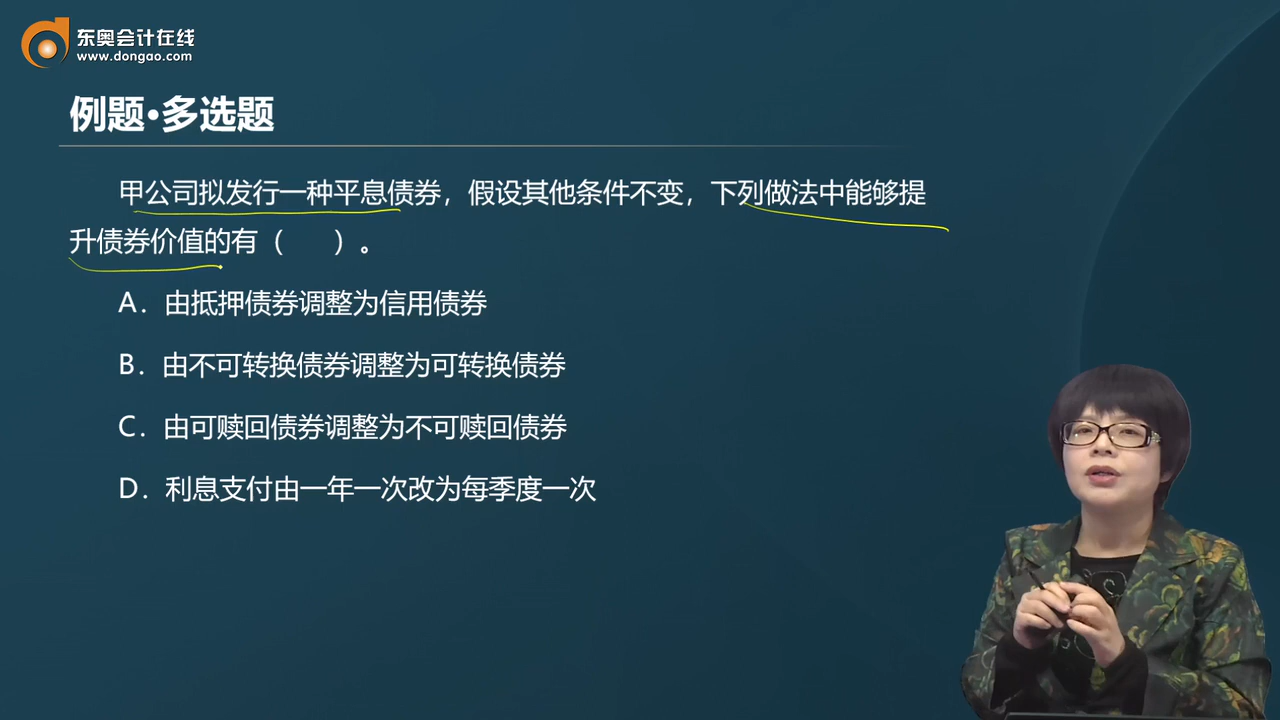 东奥会计在线
www.dongao.com
例题·多选题
甲公司拟发行一种平息债券，假设其他条件不变，下列做法中能够提
升债券价值的有（　　）。
A．由抵押债券调整为信用债券
B．由不可转换债券调整为可转换债券
C．由可赎回债券调整为不可赎回债券
D．利息支付由一年一次改为每季度一次